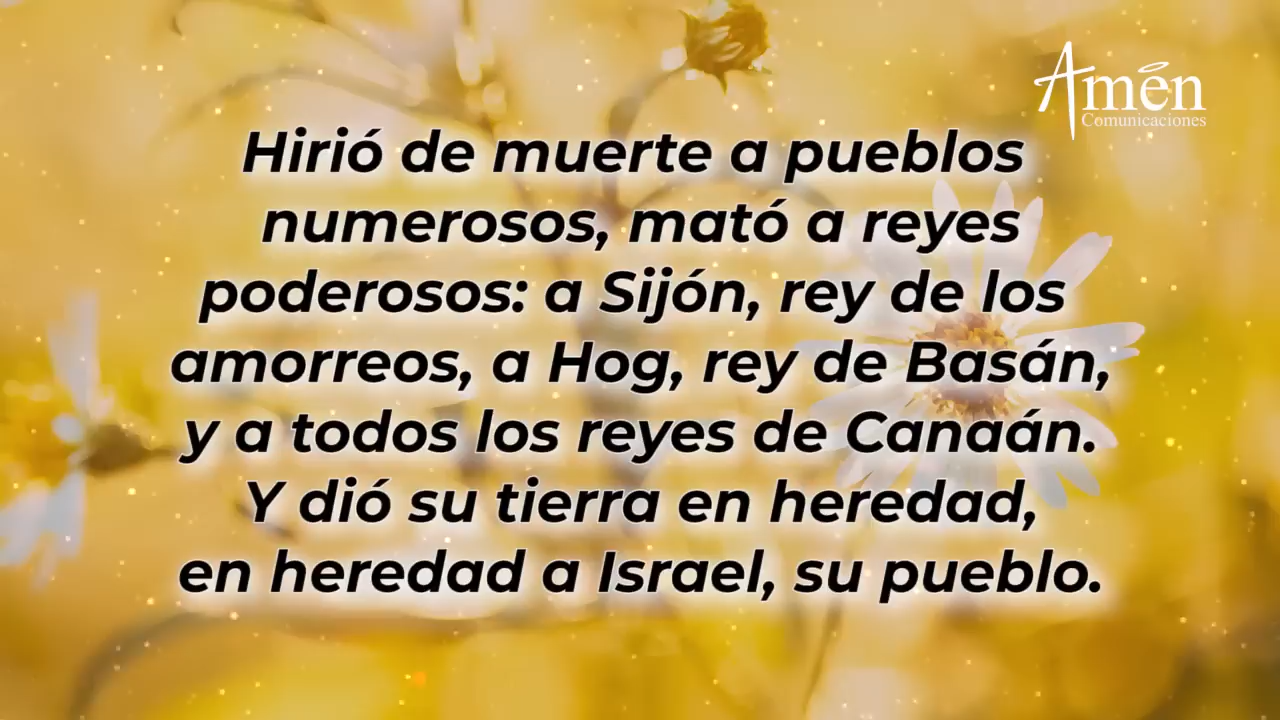 Amén
Comunicaciones
Hirió de muerte a pueblos
numerosos, mató a reyes
poderosos: a Sijón, rey de los
amorreos, a Hog, rey de Basán,
y a todos los reyes de Canaán.
Y dió su tierra en heredad,
en heredad a Israel, su pueblo.